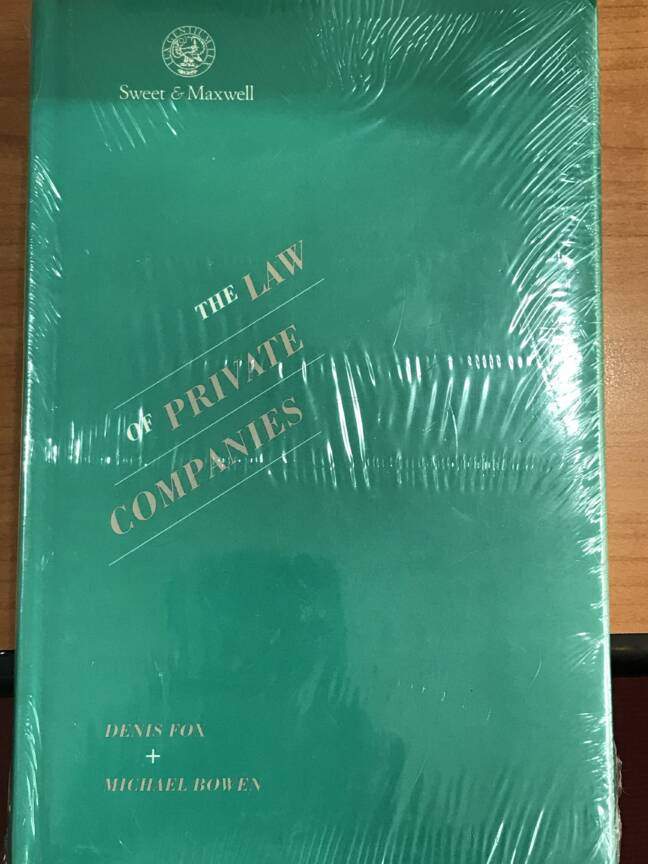 Sweet & Maxwell
THE LAW
OF PRIVATE
COMPANIES
DENIS FOX
+
MICHAEL BOWEN